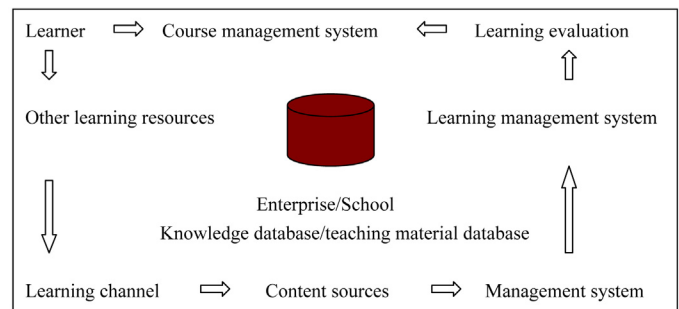 Learner Course management system Learning evaluation
Other learning resources Learning management system
Enterprise/School
Knowledge database/teaching material database
Learning channel Content sources Management system